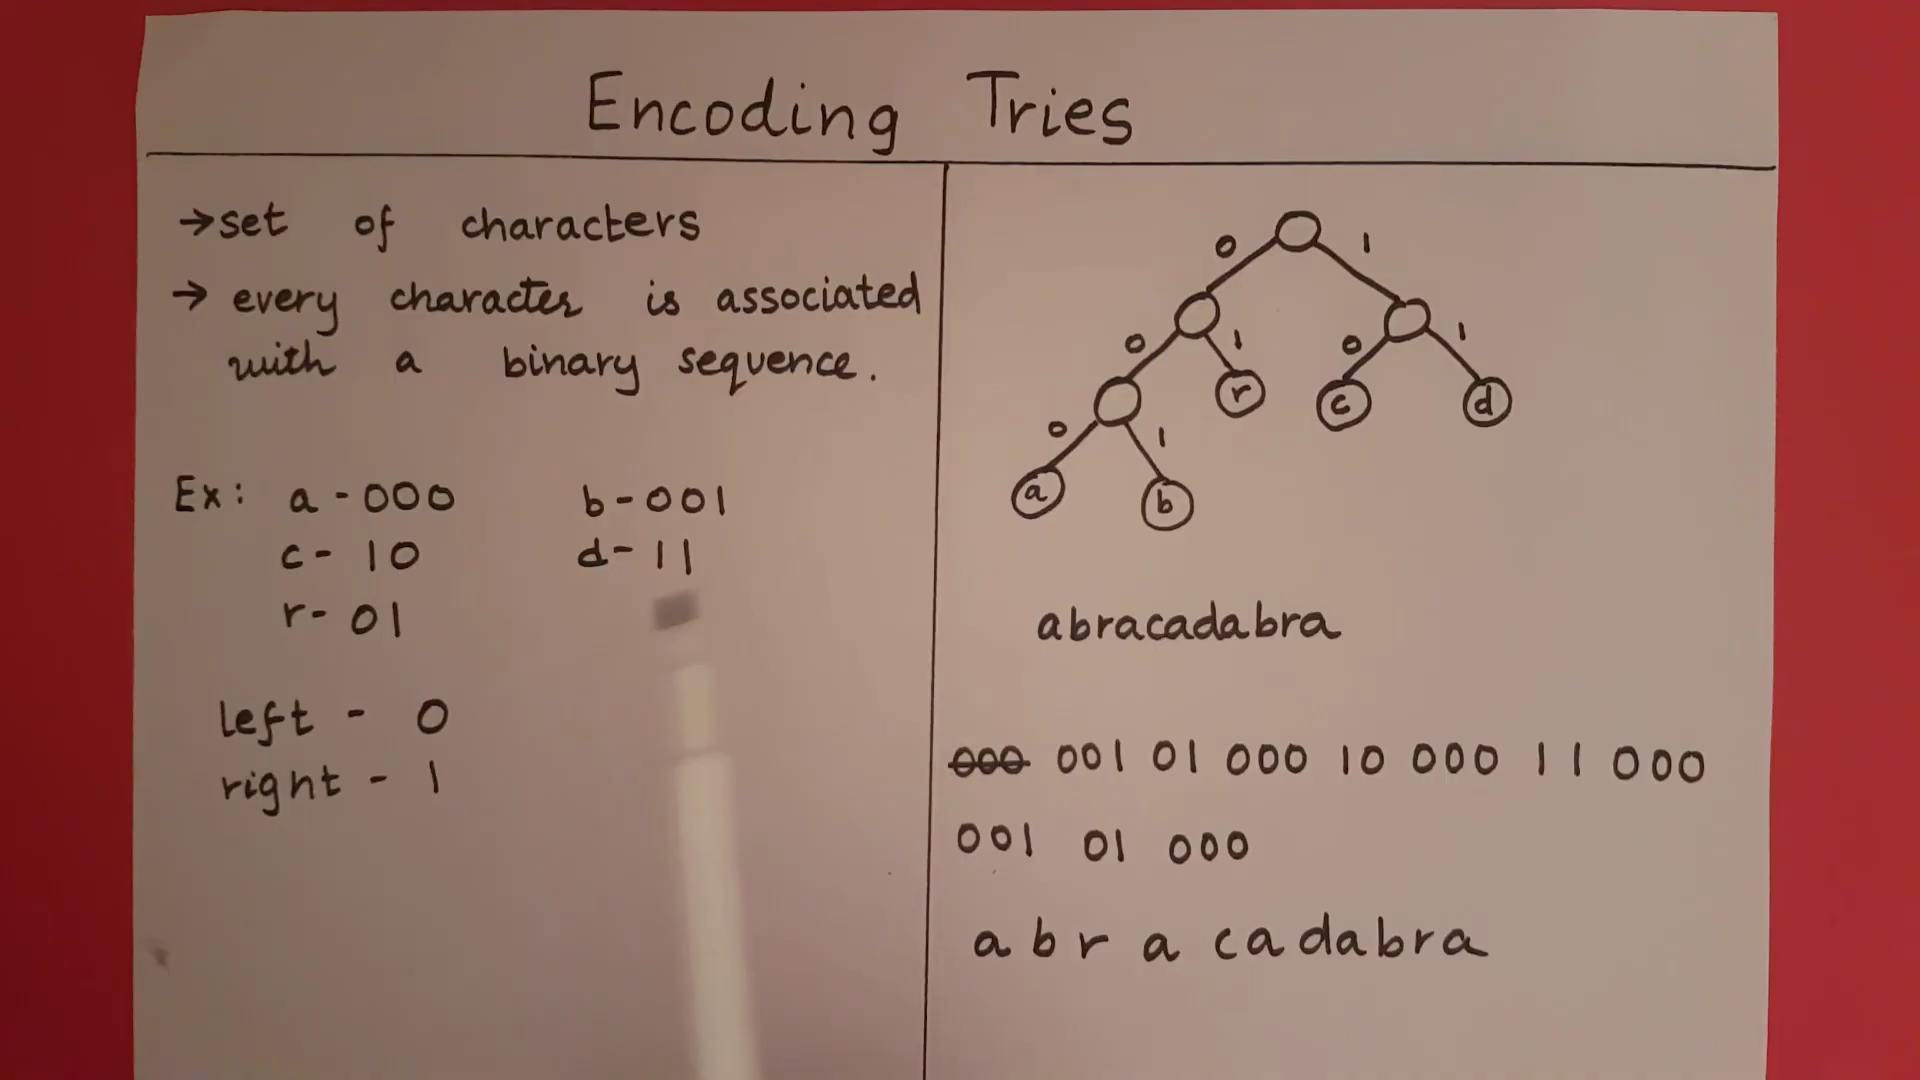 Encoding Tries
→set of characters
→ every character is associated
with a binary sequence.
Ex: a - 000 b - 001
c - 10 d - 11
r - 01
left - 0
right - 1
0 1
0 1 0 1
r c d
0 1
a b
abracadabra
000 001 01 000 10 000 11 000
001 01 000
a b r a cadabra